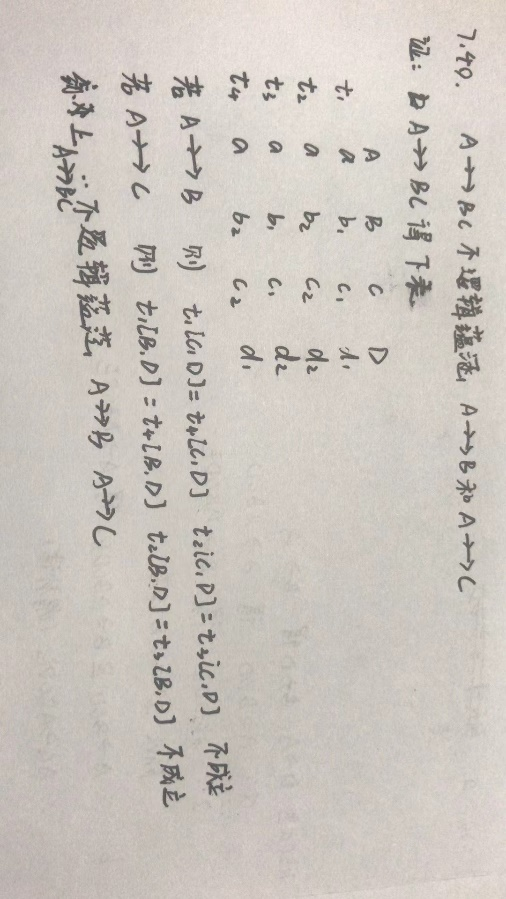 7.49. A→→BC 不逻辑蕴涵 A→→B 和 A→→C
证: A→→BC 得下表
A B C D
t₁ a b₁ c₁ d₁
t₂ a b₂ c₂ d₂
t₃ a b₁ c₁ d₂
t₄ a b₂ c₂ d₁
若 A→→B 则 t₁[C,D]=t₄[C,D] t₂[C,D]=t₃[C,D] 不成立
若 A→→C 则 t₁[B,D]=t₄[B,D] t₂[B,D]=t₃[B,D] 不成立
综上 ∴ A→→BC 不逻辑蕴涵 A→→B A→→C